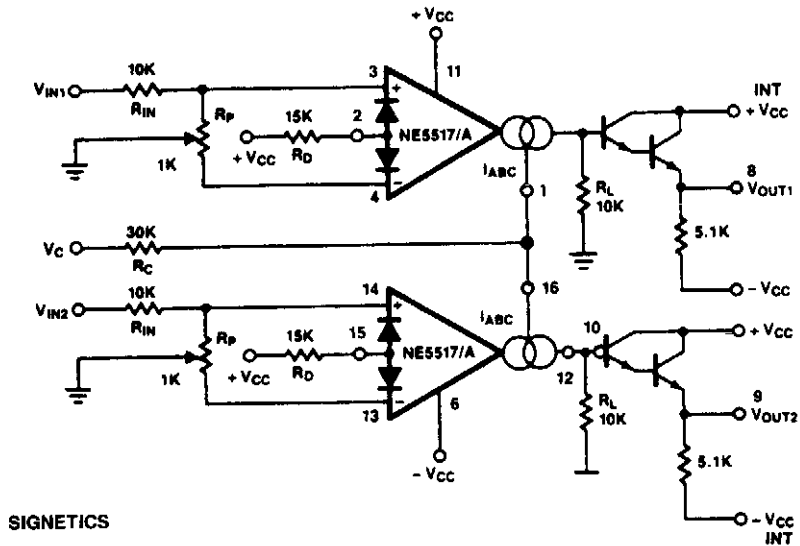 + VCC
10K
VIN1
RIN
3
+
11
INT
+ VCC
RP
15K
2
NE5517/A
+ VCC
RD
1K
IABC
4
−
1
RL
10K
8
VOUT1
5.1K
− VCC
30K
VC
RC
16
10K
VIN2
RIN
14
+
IABC
RP
15K
15
NE5517/A
+ VCC
RD
1K
10
12
+ VCC
13
−
6
RL
10K
9
VOUT2
5.1K
− VCC
− VCC
INT
SIGNETICS